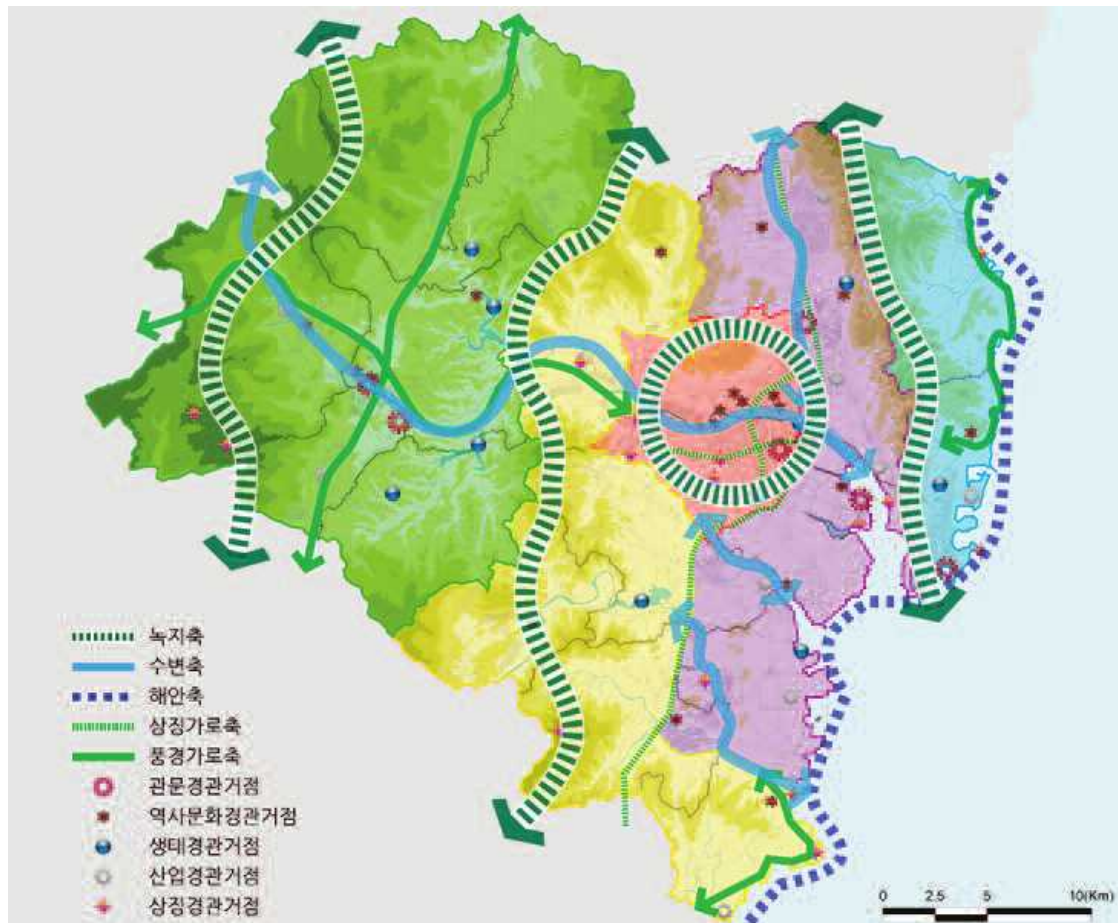 녹지축
수변축
해안축
상징가로축
풍경가로축
관문경관거점
역사문화경관거점
생태경관거점
산업경관거점
상징경관거점
0 2.5 5 10(Km)